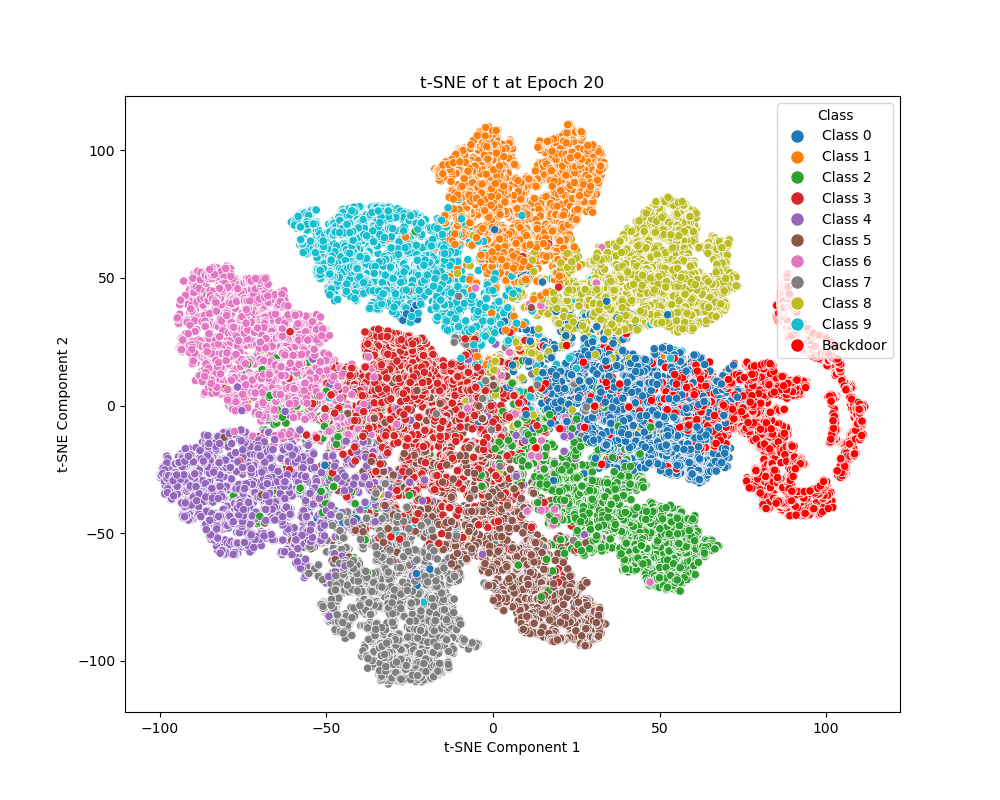 t-SNE of t at Epoch 20
Class
Class 0
Class 1
Class 2
Class 3
Class 4
Class 5
Class 6
Class 7
Class 8
Class 9
Backdoor
100
50
0
−50
−100
t-SNE Component 2
−100
−50
0
50
100
t-SNE Component 1